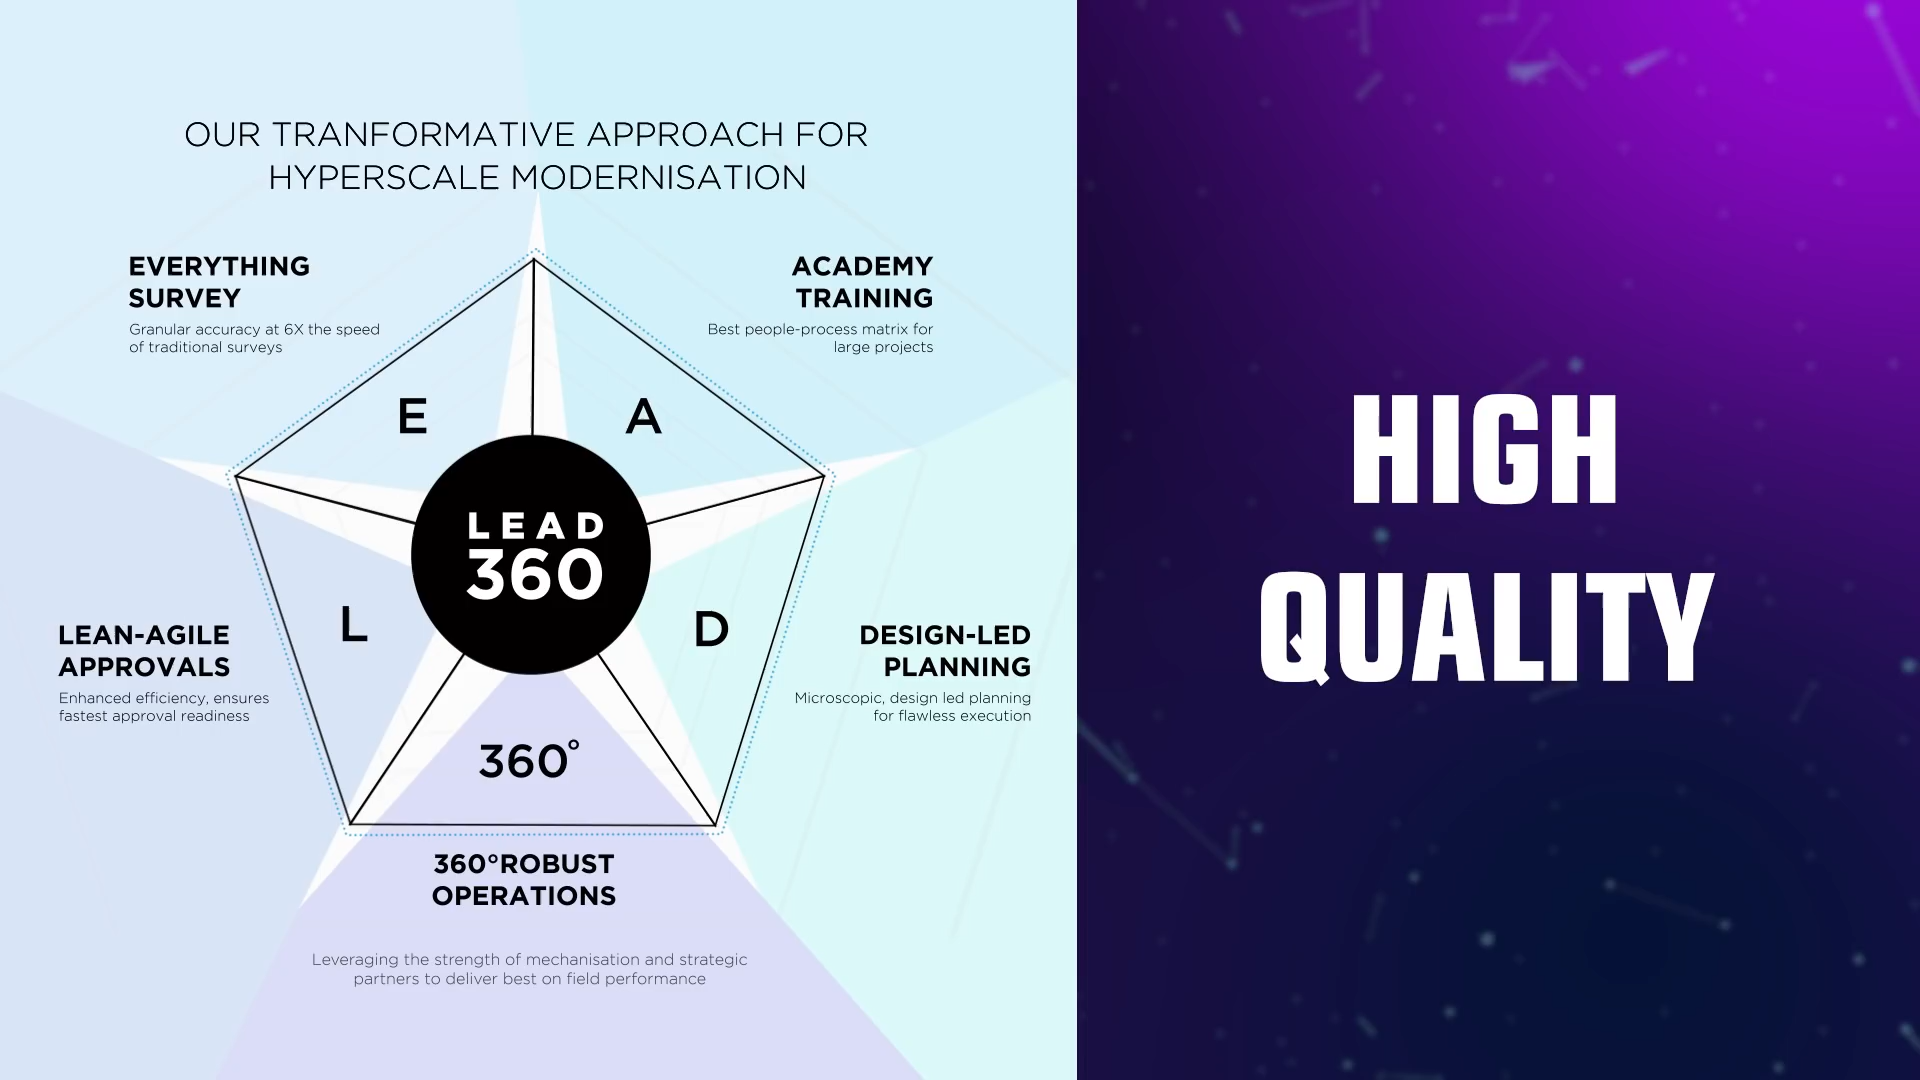 OUR TRANFORMATIVE APPROACH FOR
HYPERSCALE MODERNISATION
EVERYTHING
SURVEY
Granular accuracy at 6X the speed
of traditional surveys
ACADEMY
TRAINING
Best people-process matrix for
large projects
E
A
LEAD
360
L
D
LEAN-AGILE
APPROVALS
Enhanced efficiency, ensures
fastest approval readiness
DESIGN-LED
PLANNING
Microscopic, design led planning
for flawless execution
360°
360°ROBUST
OPERATIONS
Leveraging the strength of mechanisation and strategic
partners to deliver best on field performance
HIGH
QUALITY